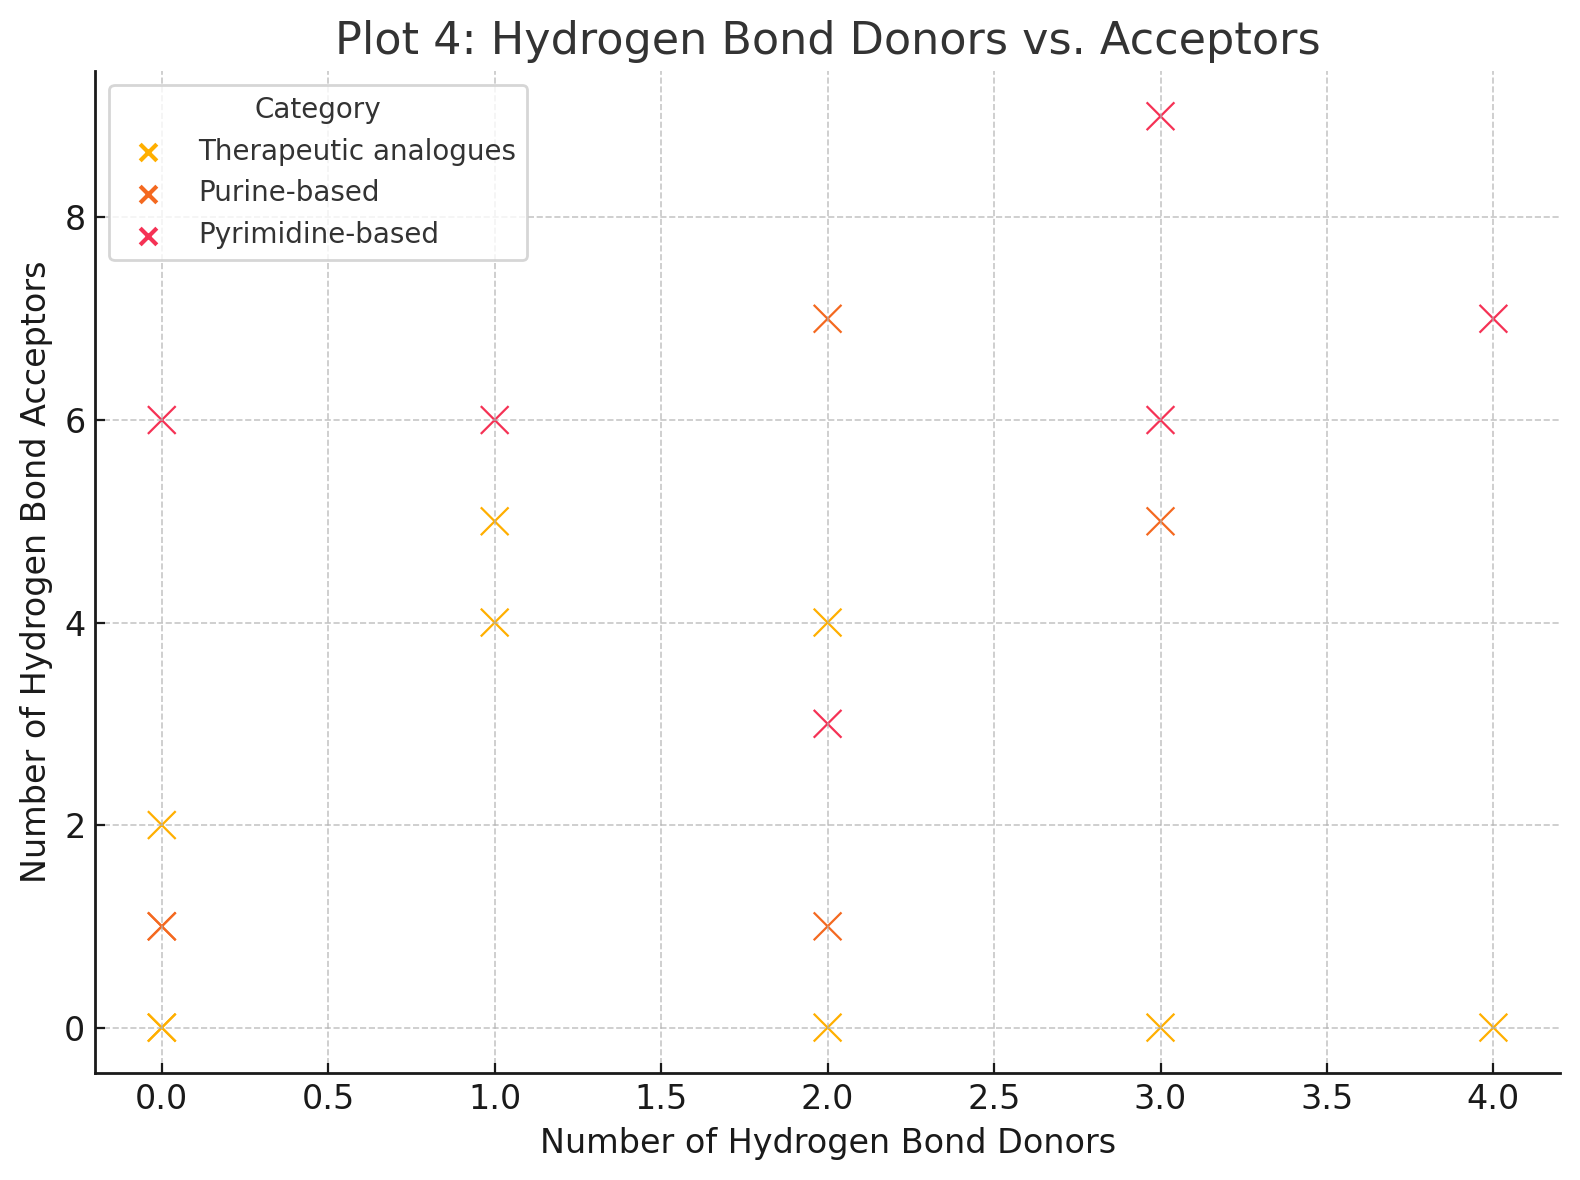 Plot 4: Hydrogen Bond Donors vs. Acceptors
Category
Therapeutic analogues
Purine-based
Pyrimidine-based
Number of Hydrogen Bond Acceptors
8
6
4
2
0
0.0 0.5 1.0 1.5 2.0 2.5 3.0 3.5 4.0
Number of Hydrogen Bond Donors